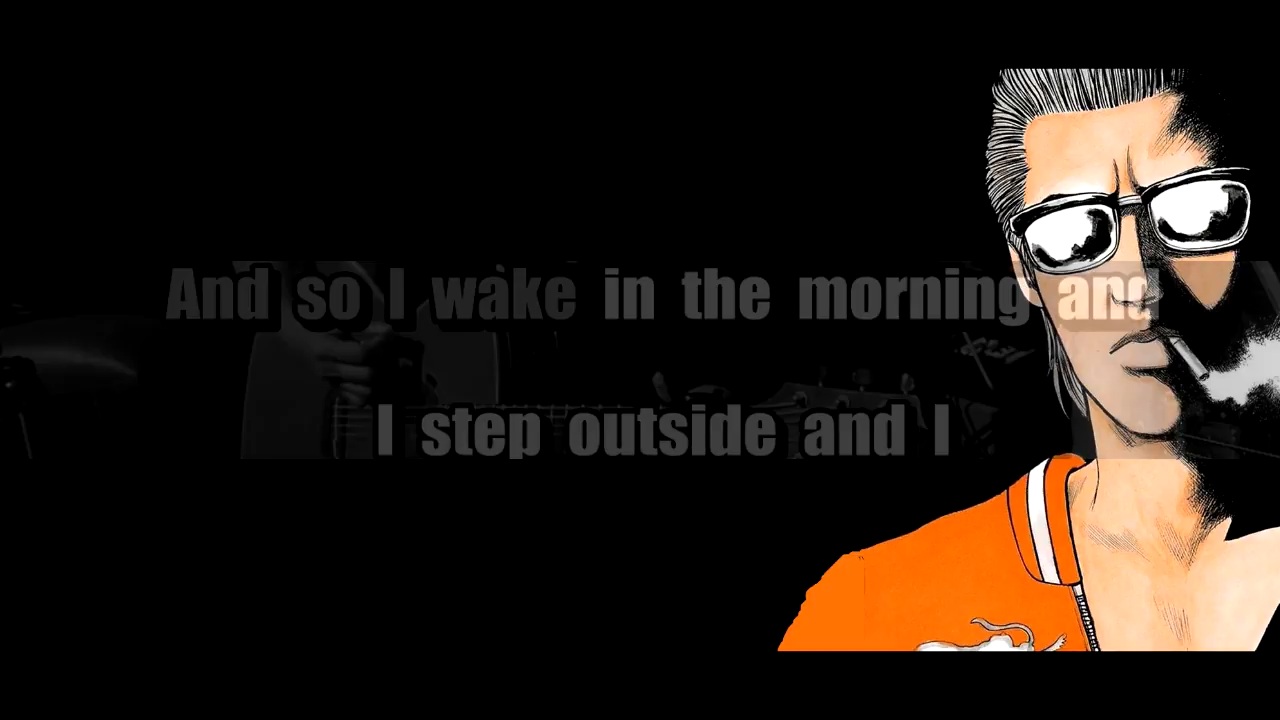 And so I wake in the morning and
I step outside and I